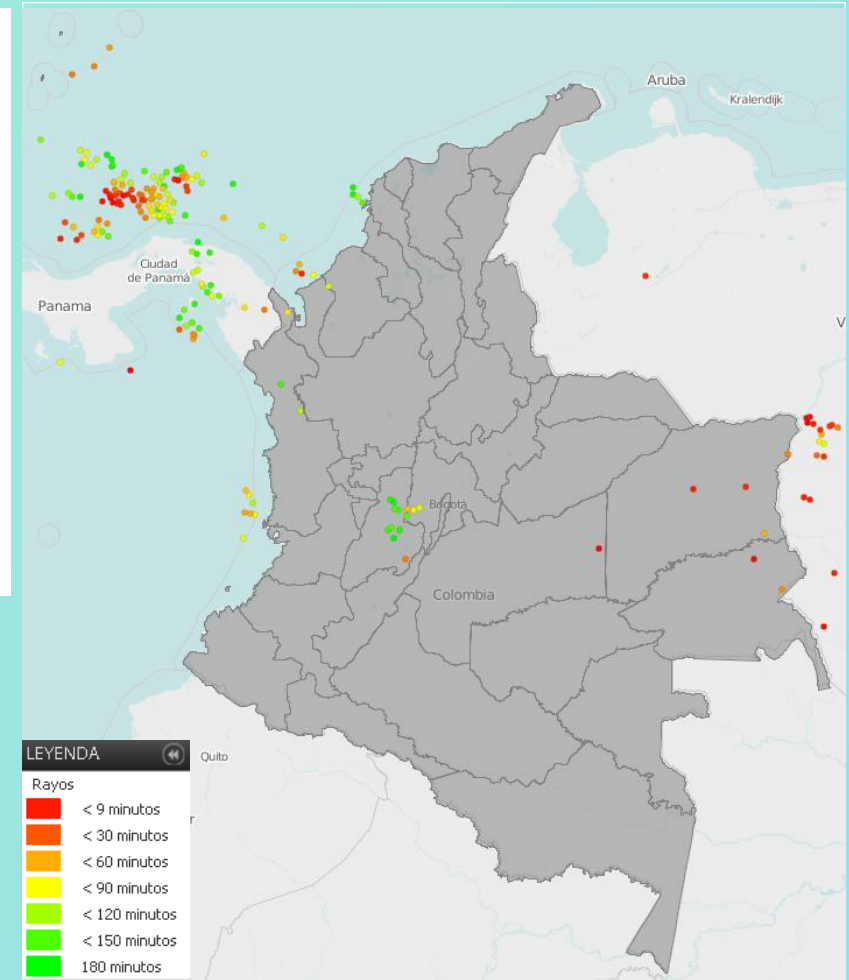 Aruba
Kralendijk
Ciudad
de Panamá
Panama
V
Bogotá
Colombia
Quito
r
LEYENDA
Rayos
< 9 minutos
< 30 minutos
< 60 minutos
< 90 minutos
< 120 minutos
< 150 minutos
180 minutos